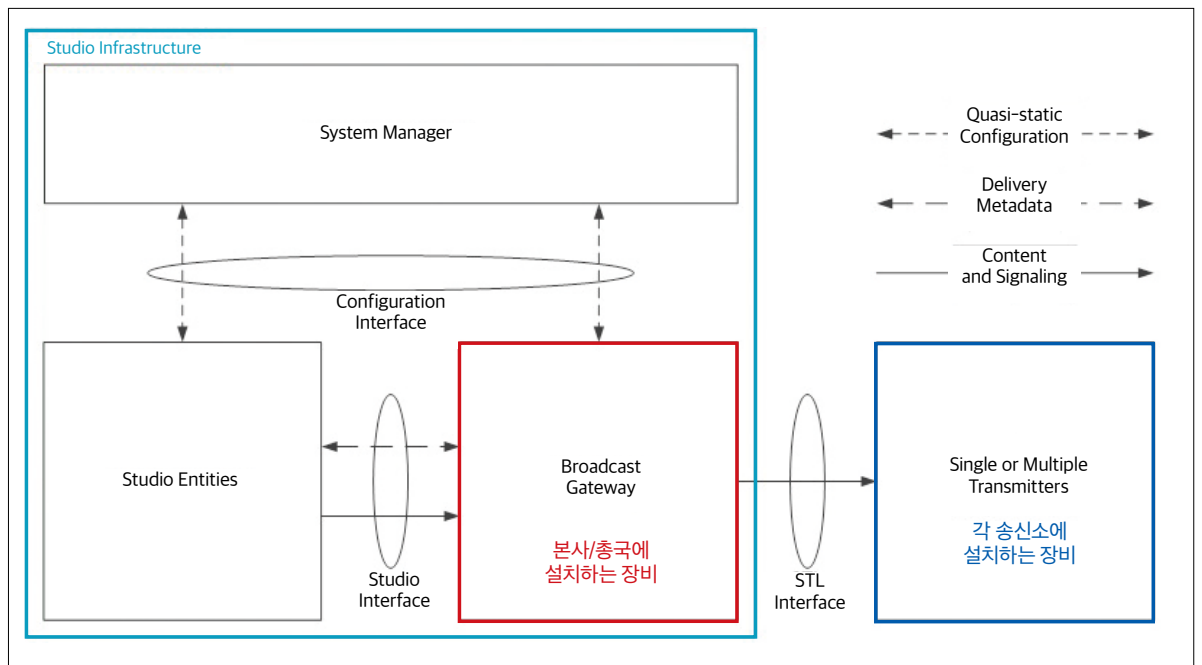 Studio Infrastructure
System Manager
Quasi-static
Configuration
Delivery
Metadata
Content
and Signaling
Configuration
Interface
Studio Entities
Studio
Interface
Broadcast
Gateway
본사/총국에
설치하는 장비
STL
Interface
Single or Multiple
Transmitters
각 송신소에
설치하는 장비